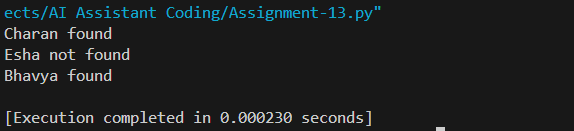 ects/AI Assistant Coding/Assignment-13.py"
Charan found
Esha not found
Bhavya found
[Execution completed in 0.000230 seconds]